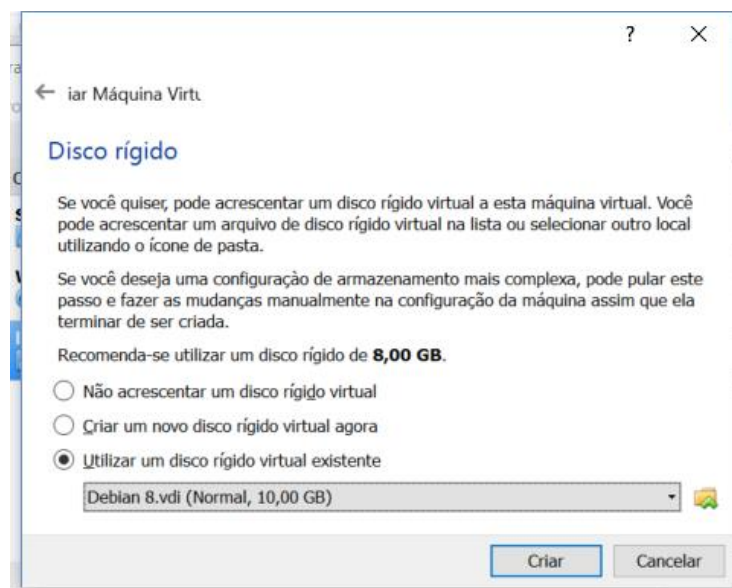 ?
iar Máquina Virtu
Disco rígido
Se você quiser, pode acrescentar um disco rígido virtual a esta máquina virtual. Você
pode acrescentar um arquivo de disco rígido virtual na lista ou selecionar outro local
utilizando o ícone de pasta.
Se você deseja uma configuração de armazenamento mais complexa, pode pular este
passo e fazer as mudanças manualmente na configuração da máquina assim que ela
terminar de ser criada.
Recomenda-se utilizar um disco rígido de 8,00 GB.
Não acrescentar um disco rígido virtual
Criar um novo disco rígido virtual agora
Utilizar um disco rígido virtual existente
Debian 8.vdi (Normal, 10,00 GB)
Criar Cancelar